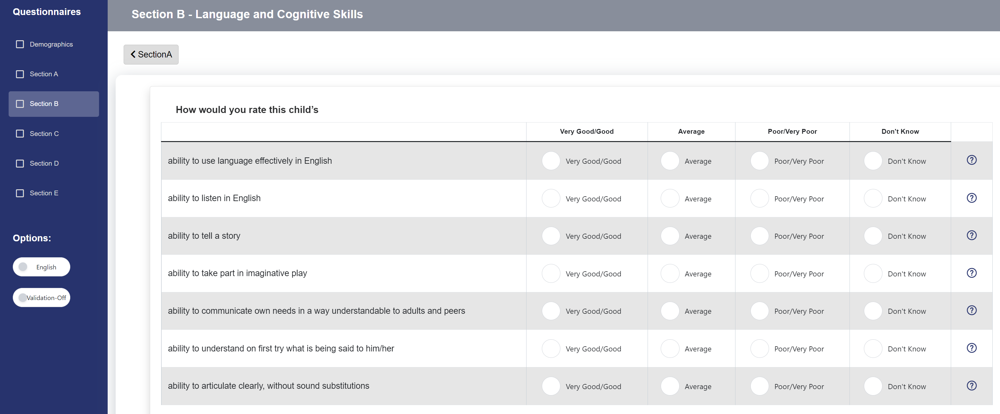 Questionnaires
Demographics
Section A
Section B
Section C
Section D
Section E
Options:
English
Validation-Off
Section B - Language and Cognitive Skills
SectionA
How would you rate this child’s
Very Good/Good Average Poor/Very Poor Don't Know
ability to use language effectively in English Very Good/Good Average Poor/Very Poor Don't Know ?
ability to listen in English Very Good/Good Average Poor/Very Poor Don't Know ?
ability to tell a story Very Good/Good Average Poor/Very Poor Don't Know ?
ability to take part in imaginative play Very Good/Good Average Poor/Very Poor Don't Know ?
ability to communicate own needs in a way understandable to adults and peers Very Good/Good Average Poor/Very Poor Don't Know ?
ability to understand on first try what is being said to him/her Very Good/Good Average Poor/Very Poor Don't Know ?
ability to articulate clearly, without sound substitutions Very Good/Good Average Poor/Very Poor Don't Know ?